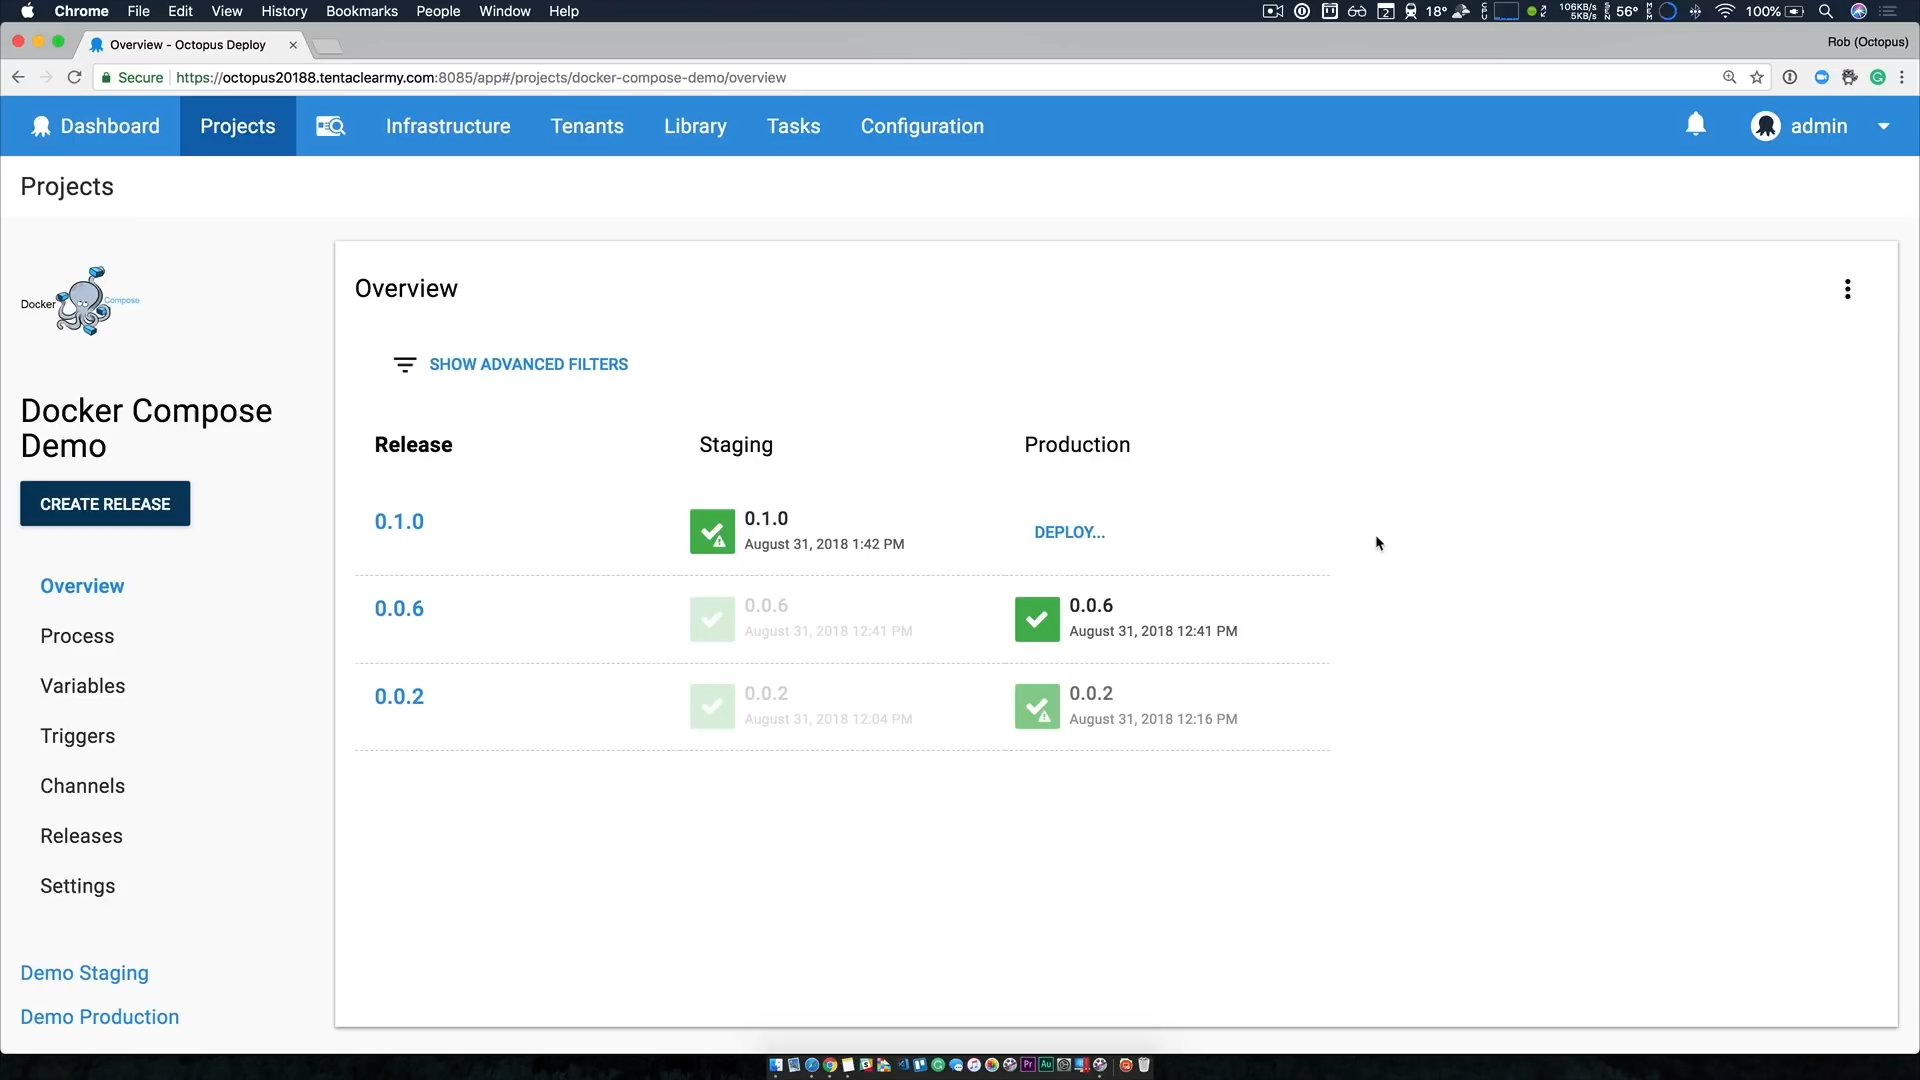 Chrome File Edit View History Bookmarks People Window Help
2 18° 106KB/s 5KB/s 56° 100%
Overview - Octopus Deploy
Rob (Octopus)
Secure https://octopus20188.tentaclearmy.com:8085/app#/projects/docker-compose-demo/overview
Dashboard Projects Infrastructure Tenants Library Tasks Configuration admin
Projects
Docker Compose
Docker Compose
Demo
CREATE RELEASE
Overview
Process
Variables
Triggers
Channels
Releases
Settings
Demo Staging
Demo Production
Overview
SHOW ADVANCED FILTERS
Release Staging Production
0.1.0 0.1.0 DEPLOY...
August 31, 2018 1:42 PM
0.0.6 0.0.6 0.0.6
August 31, 2018 12:41 PM August 31, 2018 12:41 PM
0.0.2 0.0.2 0.0.2
August 31, 2018 12:04 PM August 31, 2018 12:16 PM
Pr Au